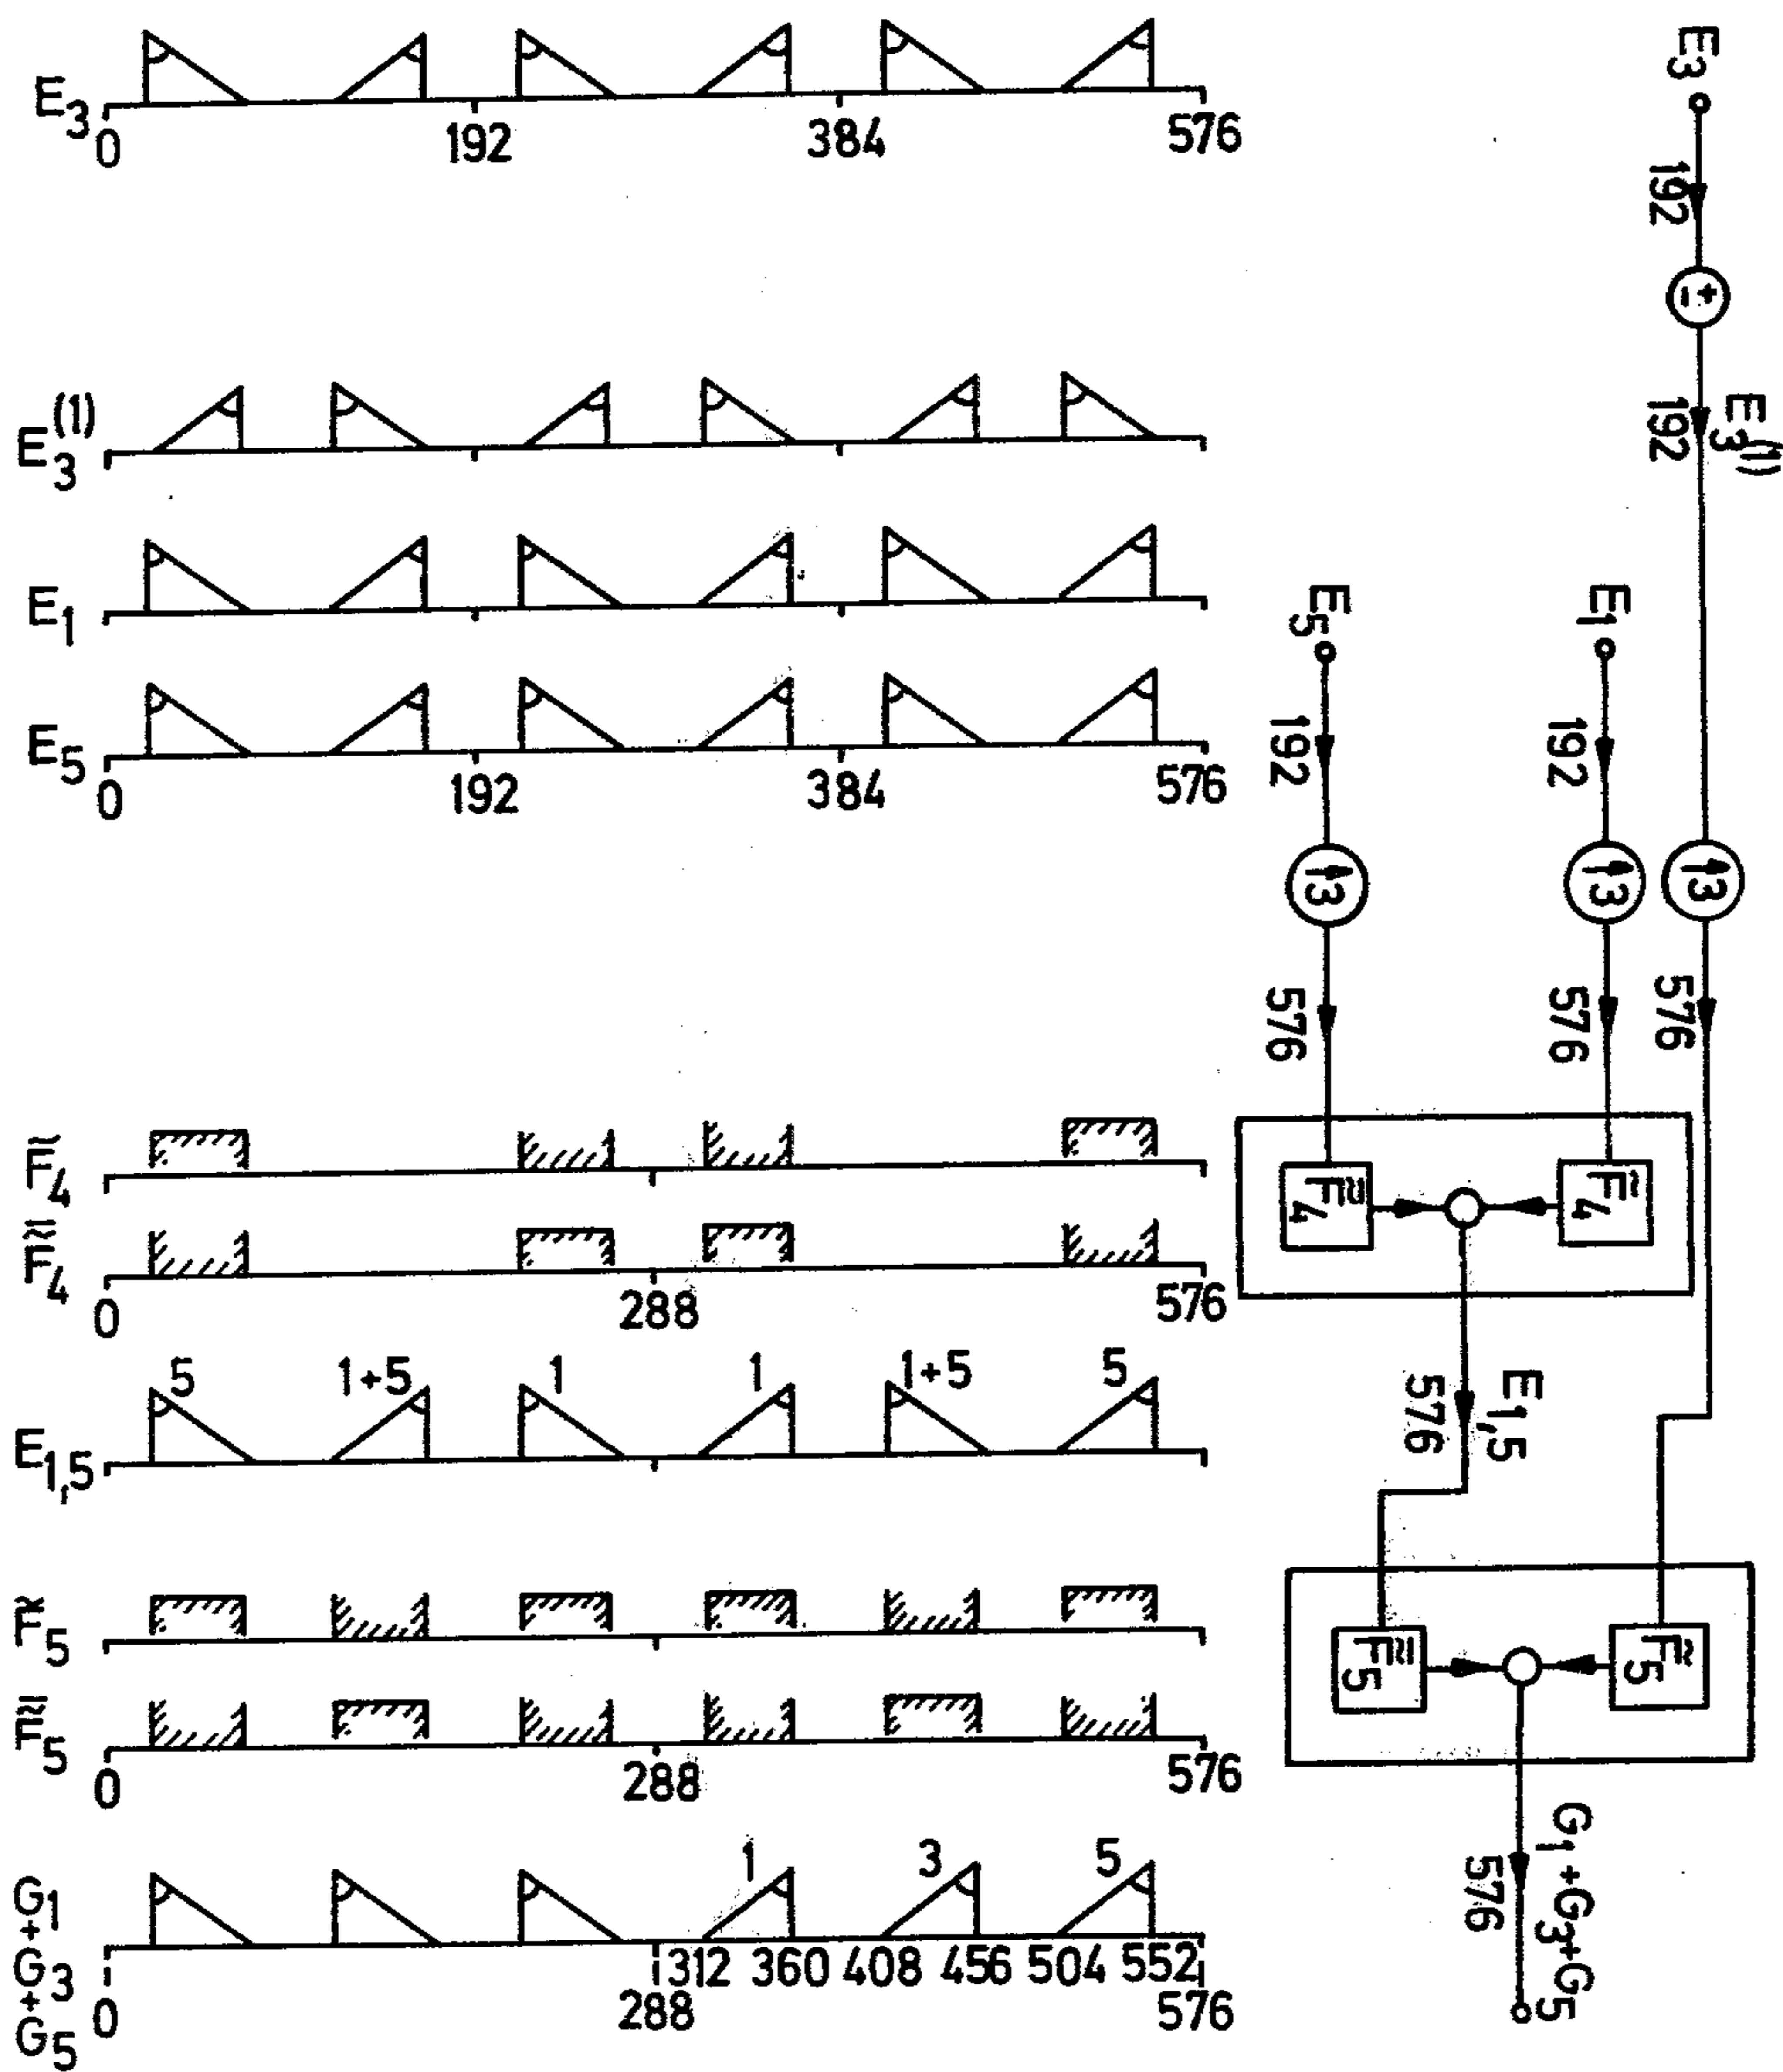 E3
0 192 384 576
E3(1)
E1
E5
0 192 384 576
F̃4
F̃̄4
0 288 576
5 1+5 1 1 1+5 5
E1,5
F̃5
F̃̄5
0 288 576
1 3 5
G1+G3+G5
312 360 408 456 504 552
0 288 576
E3
192
±
192
E3(1)
E5
E1
192
192
↑3
↑3
↑3
576
576
576
F̃̄4
F̃4
576
E1,5
F̃̄5
F̃5
576
G1+G3+G5